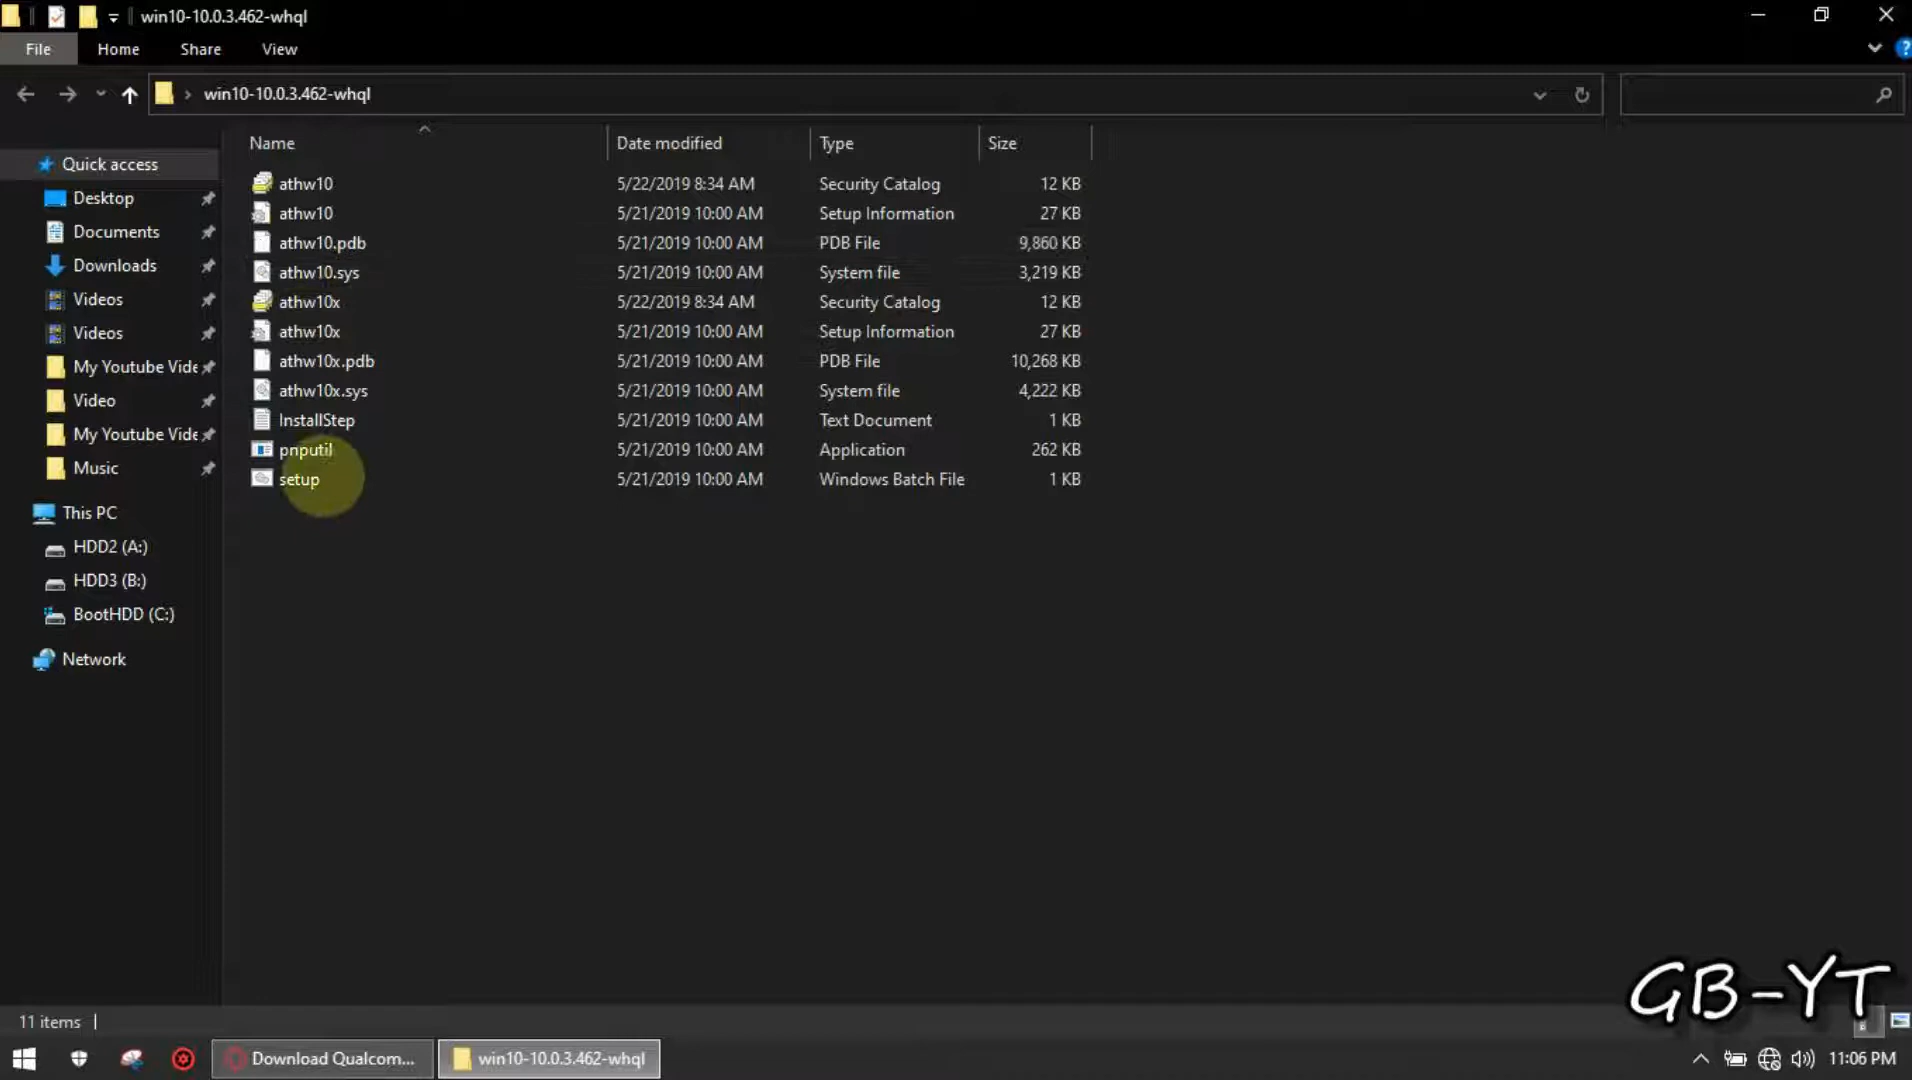 win10-10.0.3.462-whql
File Home Share View
win10-10.0.3.462-whql
Name Date modified Type Size
Quick access
Desktop
Documents
Downloads
Videos
Videos
My Youtube Vide
Video
My Youtube Vide
Music
This PC
HDD2 (A:)
HDD3 (B:)
BootHDD (C:)
Network
athw10 5/22/2019 8:34 AM Security Catalog 12 KB
athw10 5/21/2019 10:00 AM Setup Information 27 KB
athw10.pdb 5/21/2019 10:00 AM PDB File 9,860 KB
athw10.sys 5/21/2019 10:00 AM System file 3,219 KB
athw10x 5/22/2019 8:34 AM Security Catalog 12 KB
athw10x 5/21/2019 10:00 AM Setup Information 27 KB
athw10x.pdb 5/21/2019 10:00 AM PDB File 10,268 KB
athw10x.sys 5/21/2019 10:00 AM System file 4,222 KB
InstallStep 5/21/2019 10:00 AM Text Document 1 KB
pnputil 5/21/2019 10:00 AM Application 262 KB
setup 5/21/2019 10:00 AM Windows Batch File 1 KB
GB-YT
11 items
Download Qualcom... win10-10.0.3.462-whql 11:06 PM